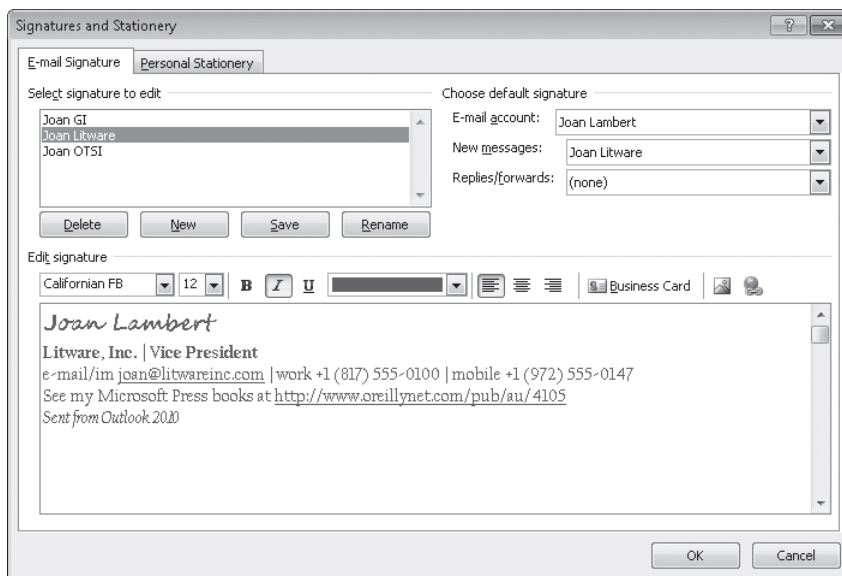 Signatures and Stationery
E-mail Signature
Personal Stationery
Select signature to edit
Joan GI
Joan Litware
Joan OTSI
Delete
New
Save
Rename
Choose default signature
E-mail account: Joan Lambert
New messages: Joan Litware
Replies/forwards: (none)
Edit signature
Californian FB 12 B I U Business Card
Joan Lambert
Litware, Inc. | Vice President
e-mail/im joan@litwareinc.com | work +1 (817) 555-0100 | mobile +1 (972) 555-0147
See my Microsoft Press books at http://www.oreillynet.com/pub/au/4105
Sent from Outlook 2010
OK
Cancel